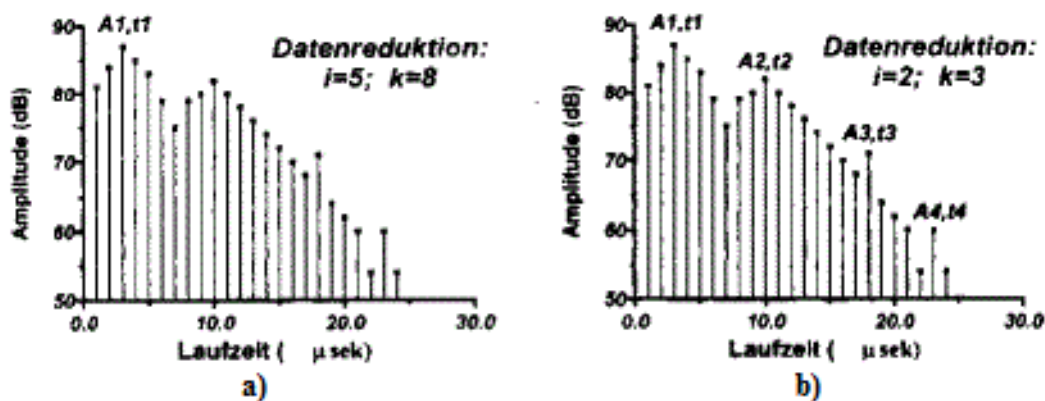 90
A1,t1
Datenreduktion:
i=5; k=8
80
70
60
50
Amplitude (dB)
0.0
10.0
20.0
30.0
Laufzeit ( μ sek)
a)
90
A1,t1
Datenreduktion:
i=2; k=3
A2,t2
80
A3,t3
70
A4,t4
60
50
Amplitude (dB)
0.0
10.0
20.0
30.0
Laufzeit ( μ sek)
b)